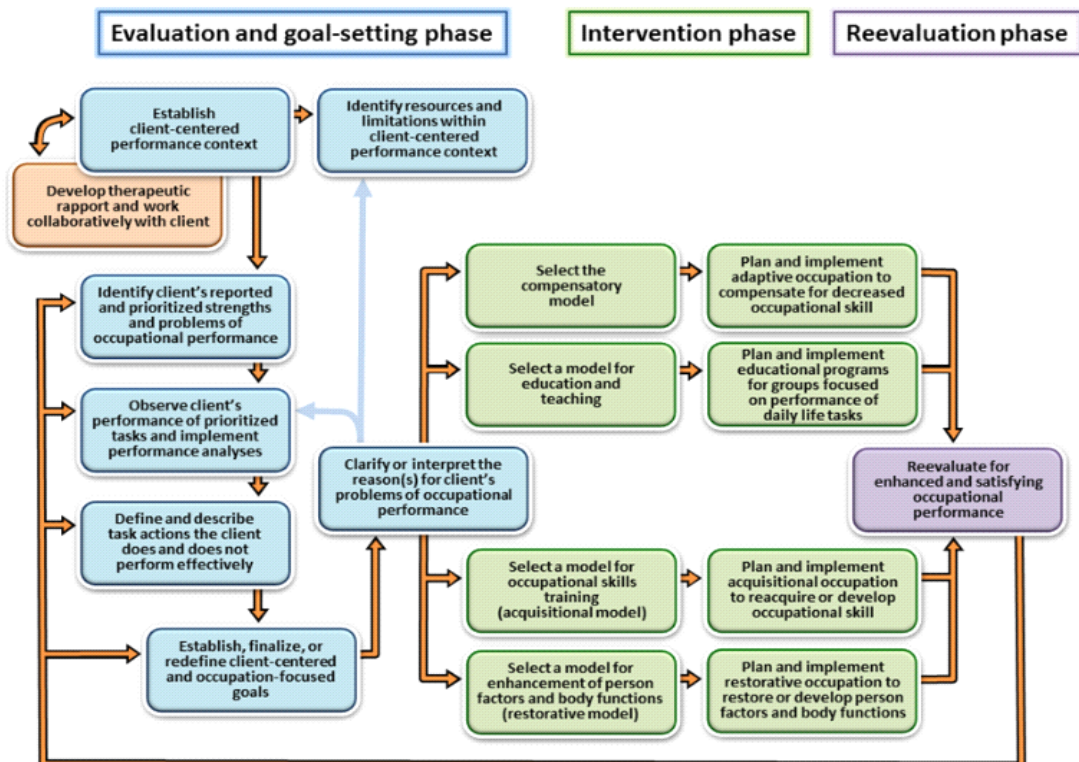 Evaluation and goal-setting phase
Intervention phase
Reevaluation phase
Establish
client-centered
performance context
Identify resources and
limitations within
client-centered
performance context
Develop therapeutic
rapport and work
collaboratively with client
Identify client's reported
and prioritized strengths
and problems of
occupational performance
Observe client's
performance of prioritized
tasks and implement
performance analyses
Define and describe
task actions the client
does and does not
perform effectively
Establish, finalize, or
redefine client-centered
and occupation-focused
goals
Clarify or interpret the
reason(s) for client's
problems of occupational
performance
Select the
compensatory
model
Plan and implement
adaptive occupation to
compensate for decreased
occupational skill
Select a model for
education and
teaching
Plan and implement
educational programs
for groups focused
on performance of
daily life tasks
Select a model for
occupational skills
training
(acquisitional model)
Plan and implement
acquisitional occupation
to reacquire or develop
occupational skill
Select a model for
enhancement of person
factors and body functions
(restorative model)
Plan and implement
restorative occupation to
restore or develop person
factors and body functions
Reevaluate for
enhanced and satisfying
occupational
performance